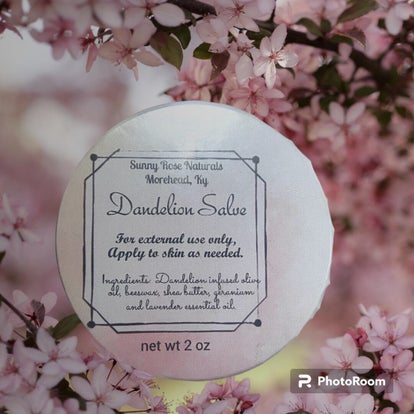 Sunny Rose Naturals
Morehead, Ky
Dandelion Salve
For external use only,
Apply to skin as needed.
Ingredients: Dandelion infused olive
oil, beeswax, shea butter, geranium
and lavender essential oil.
net wt 2 oz
PhotoRoom